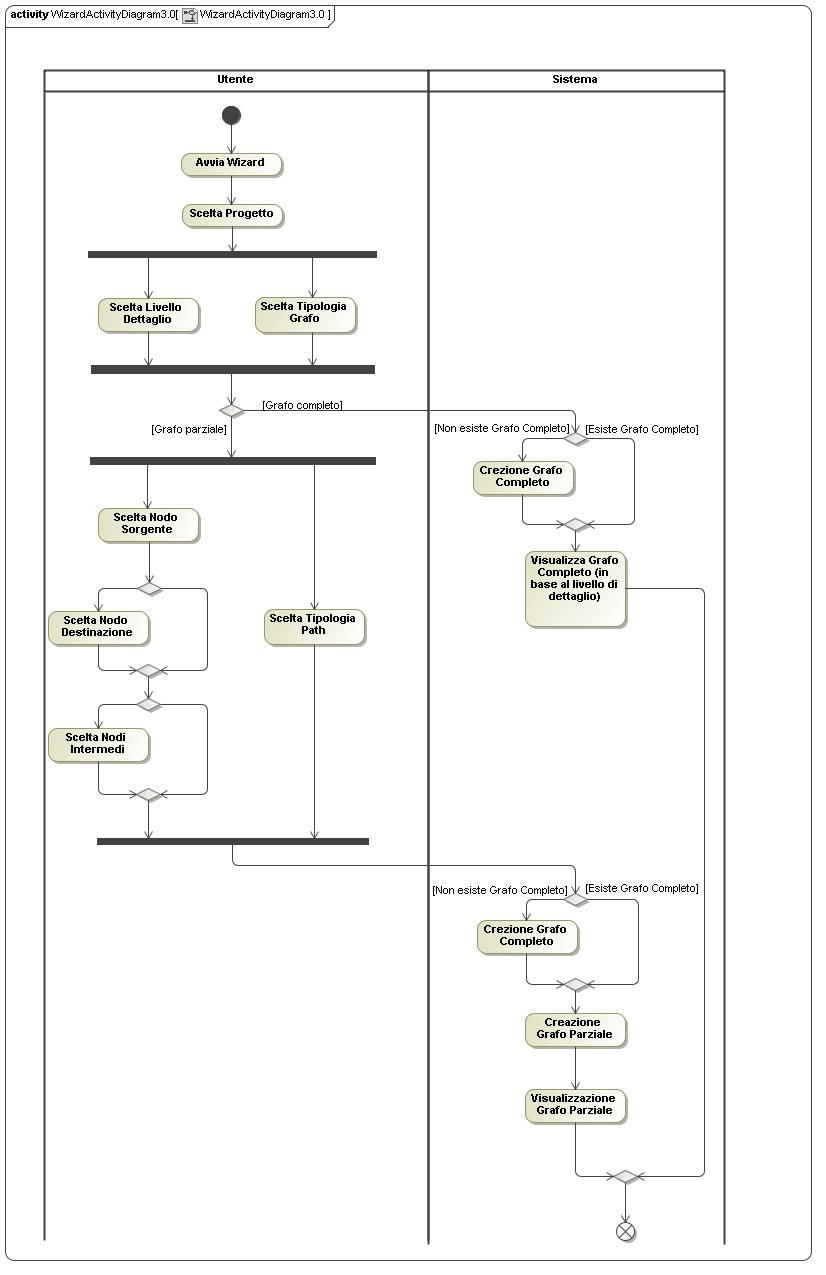 activity WizardActivityDiagram3.0[ WizardActivityDiagram3.0 ]
Utente
Sistema
Avvia Wizard
Scelta Progetto
Scelta Livello
Dettaglio
Scelta Tipologia
Grafo
[Grafo completo]
[Grafo parziale]
[Non esiste Grafo Completo]
[Esiste Grafo Completo]
Crezione Grafo
Completo
Visualizza Grafo
Completo (in
base al livello di
dettaglio)
Scelta Nodo
Sorgente
Scelta Nodo
Destinazione
Scelta Tipologia
Path
Scelta Nodi
Intermedi
[Non esiste Grafo Completo]
[Esiste Grafo Completo]
Crezione Grafo
Completo
Creazione
Grafo Parziale
Visualizzazione
Grafo Parziale